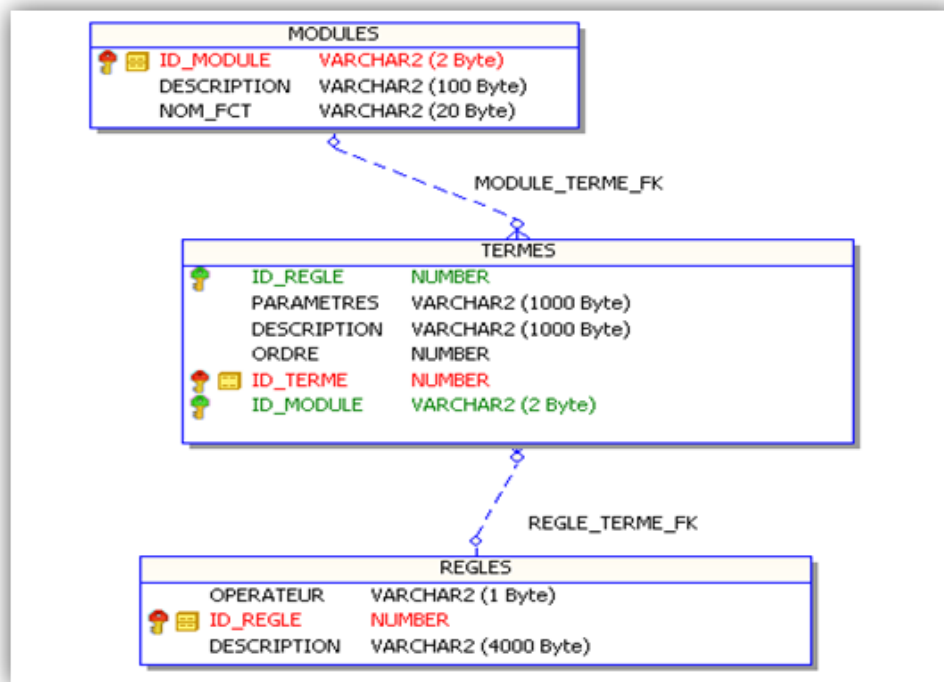 MODULES
ID_MODULE VARCHAR2 (2 Byte)
DESCRIPTION VARCHAR2 (100 Byte)
NOM_FCT VARCHAR2 (20 Byte)
MODULE_TERME_FK
TERMES
ID_REGLE NUMBER
PARAMETRES VARCHAR2 (1000 Byte)
DESCRIPTION VARCHAR2 (1000 Byte)
ORDRE NUMBER
ID_TERME NUMBER
ID_MODULE VARCHAR2 (2 Byte)
REGLE_TERME_FK
REGLES
OPERATEUR VARCHAR2 (1 Byte)
ID_REGLE NUMBER
DESCRIPTION VARCHAR2 (4000 Byte)